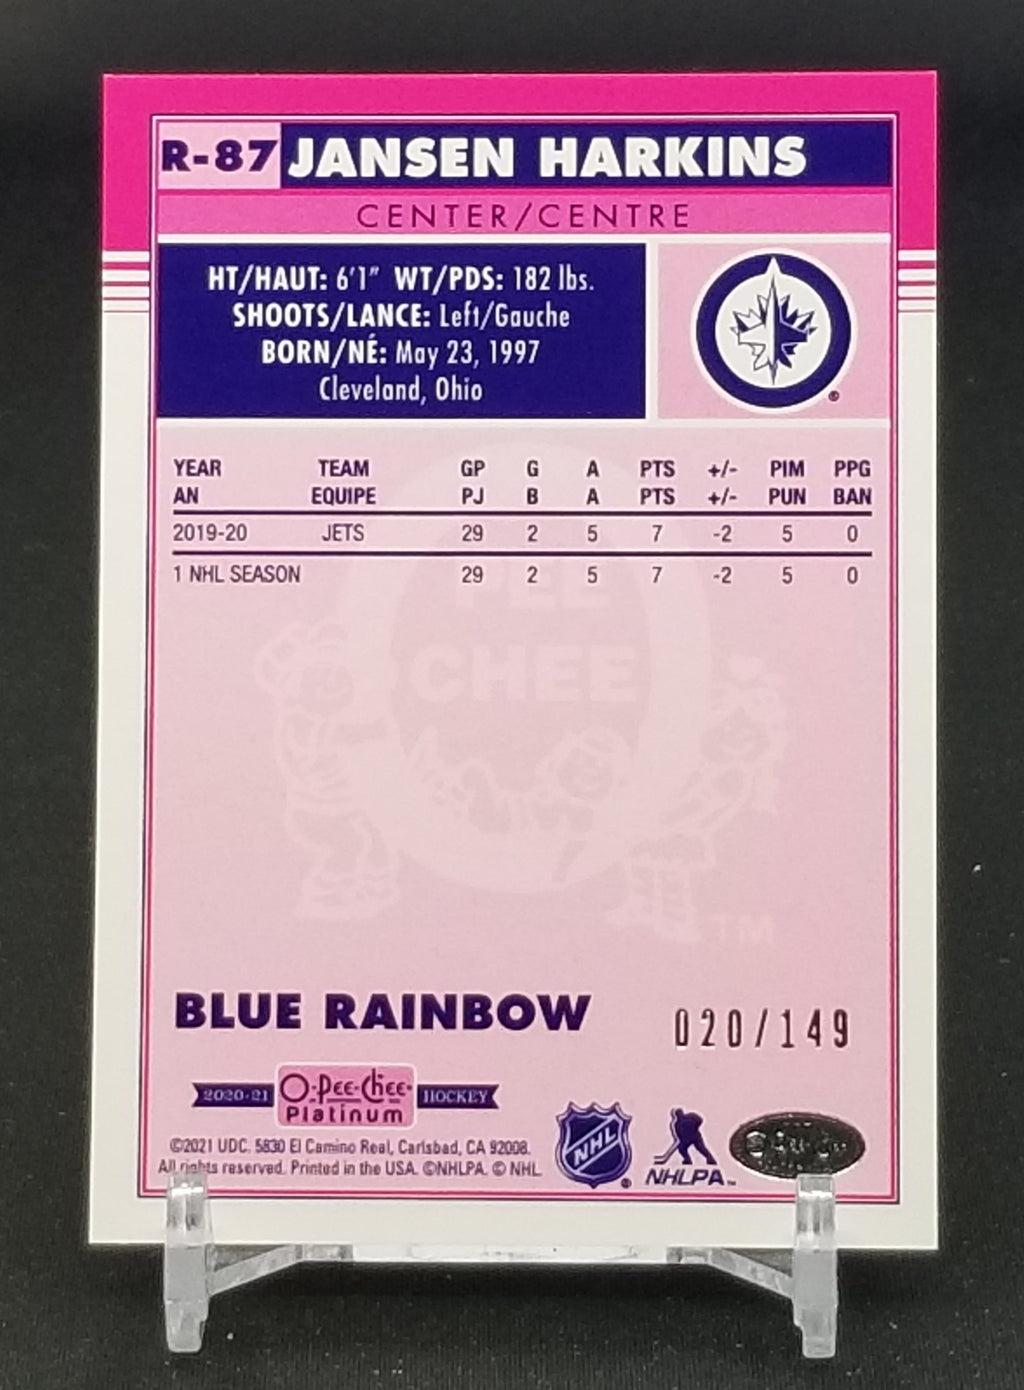 R-87 JANSEN HARKINS
CENTER/CENTRE
HT/HAUT: 6'1" WT/PDS: 182 lbs.
SHOOTS/LANCE: Left/Gauche
BORN/NÉ: May 23, 1997
Cleveland, Ohio
YEAR TEAM GP G A PTS +/- PIM PPG
AN EQUIPE PJ B A PTS +/- PUN BAN
2019-20 JETS 29 2 5 7 -2 5 0
1 NHL SEASON 29 2 5 7 -2 5 0
PEE
CHEE
TM
BLUE RAINBOW
020/149
2020-21 O-Pee-Chee HOCKEY
Platinum
©2021 UDC. 5830 El Camino Real, Carlsbad, CA 92008.
All rights reserved. Printed in the USA. ©NHLPA. © NHL.
NHL ®
NHLPA™